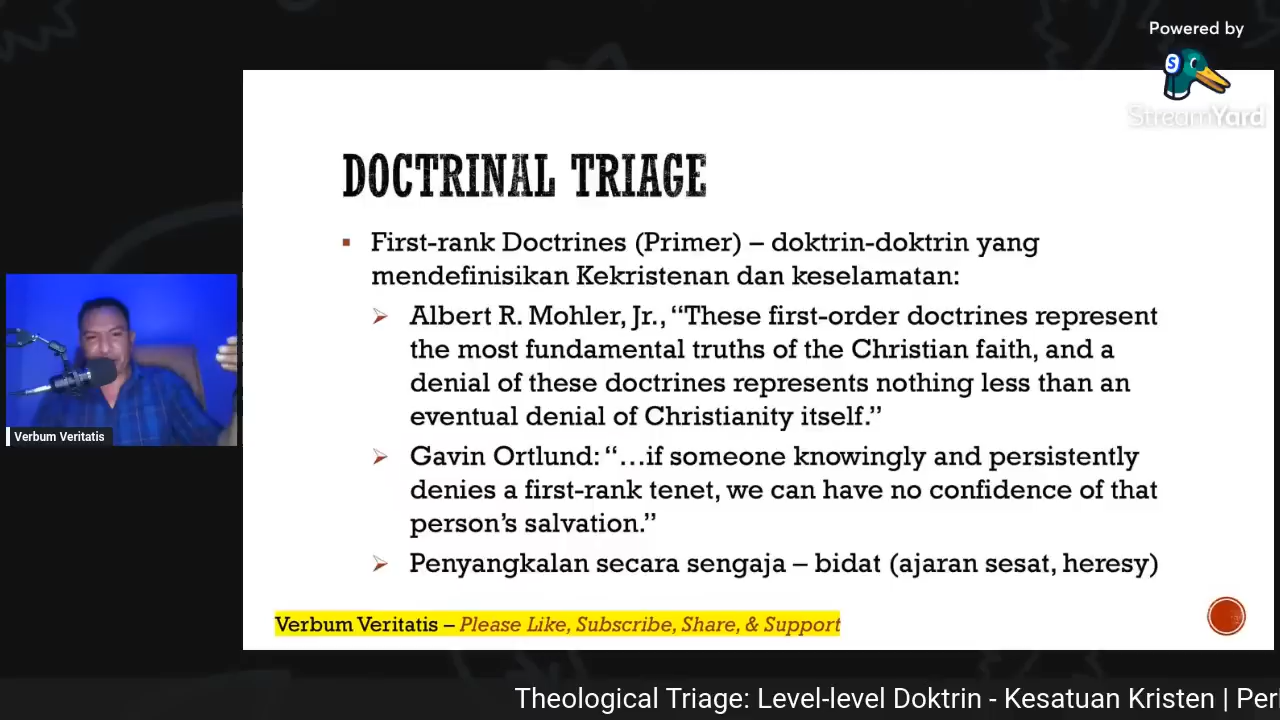 Powered by
StreamYard
DOCTRINAL TRIAGE
First-rank Doctrines (Primer) – doktrin-doktrin yang
mendefinisikan Kekristenan dan keselamatan:
Albert R. Mohler, Jr., “These first-order doctrines represent
the most fundamental truths of the Christian faith, and a
denial of these doctrines represents nothing less than an
eventual denial of Christianity itself.”
Gavin Ortlund: “…if someone knowingly and persistently
denies a first-rank tenet, we can have no confidence of that
person’s salvation.”
Penyangkalan secara sengaja – bidat (ajaran sesat, heresy)
Verbum Veritatis
Verbum Veritatis – Please Like, Subscribe, Share, & Support
Theological Triage: Level-level Doktrin - Kesatuan Kristen | Per